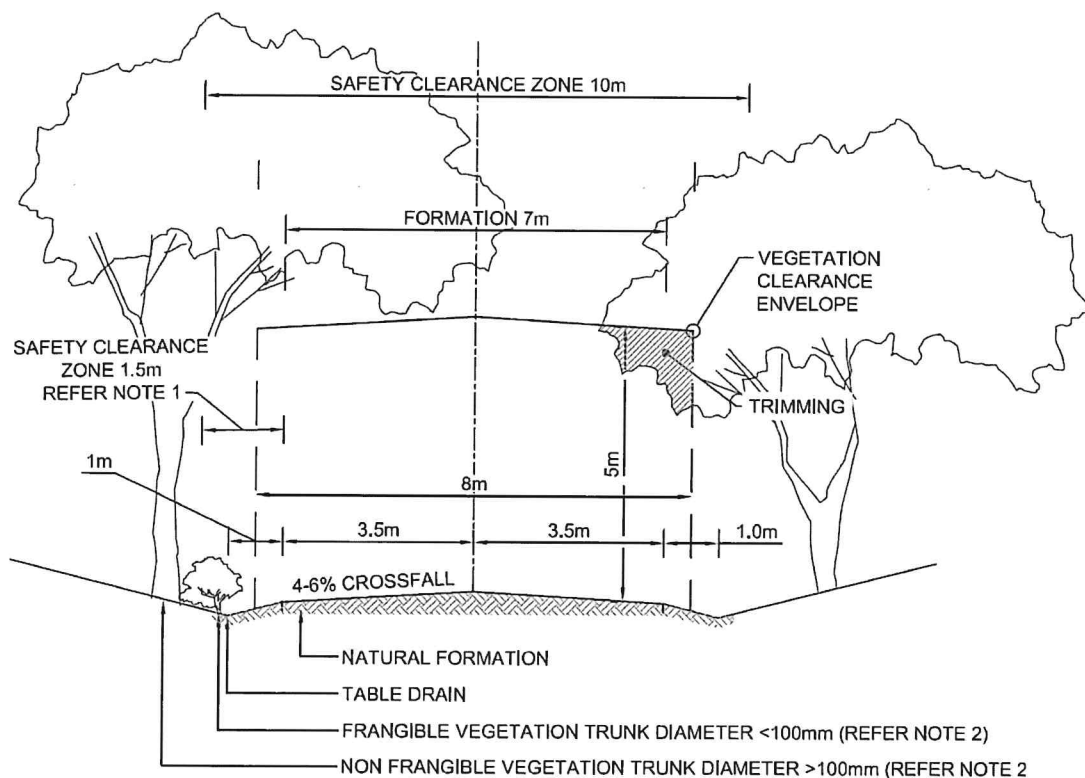 SAFETY CLEARANCE ZONE 10m
FORMATION 7m
VEGETATION
CLEARANCE
ENVELOPE
SAFETY CLEARANCE
ZONE 1.5m
REFER NOTE 1
TRIMMING
1m
5m
8m
3.5m
3.5m
1.0m
4-6% CROSSFALL
NATURAL FORMATION
TABLE DRAIN
FRANGIBLE VEGETATION TRUNK DIAMETER <100mm (REFER NOTE 2)
NON FRANGIBLE VEGETATION TRUNK DIAMETER >100mm (REFER NOTE 2